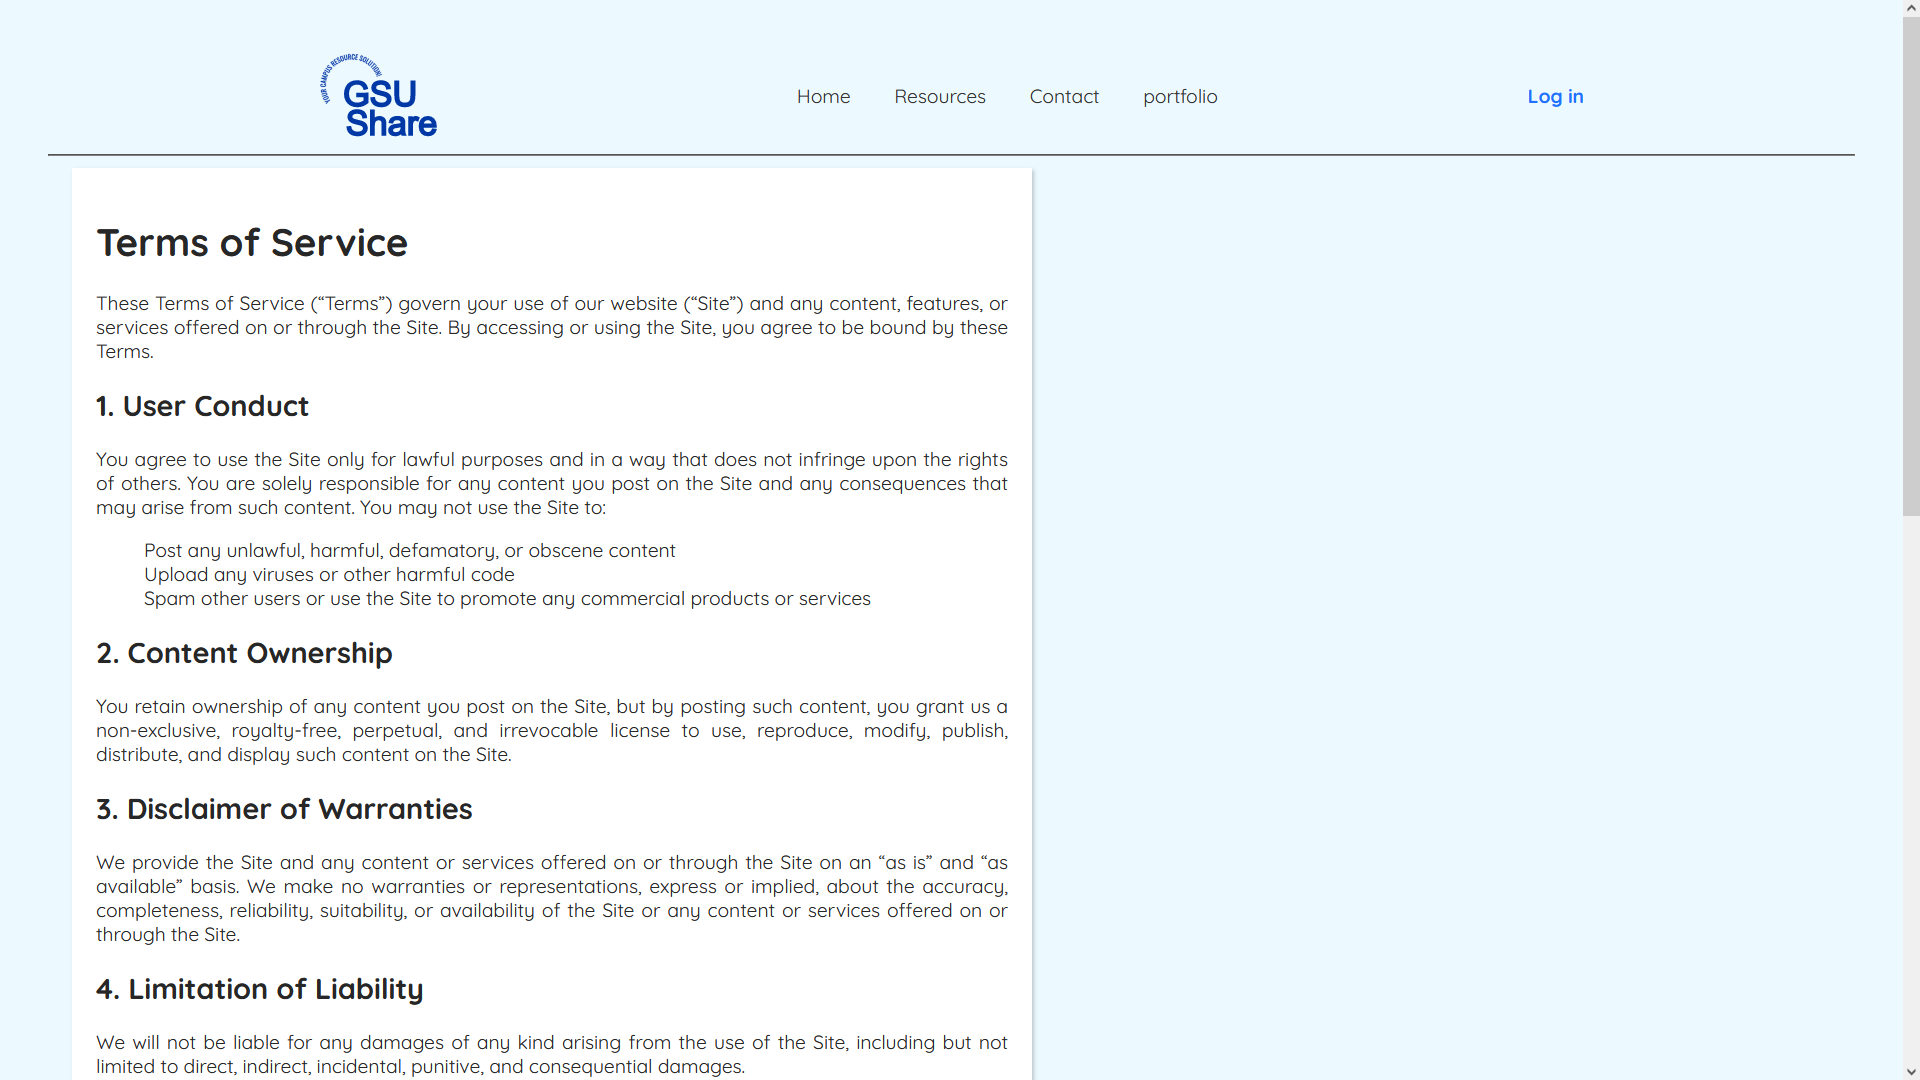 YOUR CAMPUS RESOURCE SOLUTION!
GSU
Share
Home
Resources
Contact
portfolio
Log in
Terms of Service
These Terms of Service (“Terms”) govern your use of our website (“Site”) and any content, features, or
services offered on or through the Site. By accessing or using the Site, you agree to be bound by these
Terms.
1. User Conduct
You agree to use the Site only for lawful purposes and in a way that does not infringe upon the rights
of others. You are solely responsible for any content you post on the Site and any consequences that
may arise from such content. You may not use the Site to:
Post any unlawful, harmful, defamatory, or obscene content
Upload any viruses or other harmful code
Spam other users or use the Site to promote any commercial products or services
2. Content Ownership
You retain ownership of any content you post on the Site, but by posting such content, you grant us a
non-exclusive, royalty-free, perpetual, and irrevocable license to use, reproduce, modify, publish,
distribute, and display such content on the Site.
3. Disclaimer of Warranties
We provide the Site and any content or services offered on or through the Site on an “as is” and “as
available” basis. We make no warranties or representations, express or implied, about the accuracy,
completeness, reliability, suitability, or availability of the Site or any content or services offered on or
through the Site.
4. Limitation of Liability
We will not be liable for any damages of any kind arising from the use of the Site, including but not
limited to direct, indirect, incidental, punitive, and consequential damages.